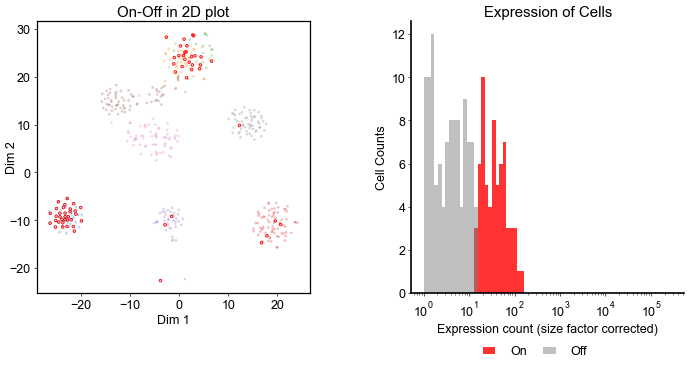 On-Off in 2D plot
30
20
10
0
−10
−20
Dim 2
−20 −10 0 10 20
Dim 1
Expression of Cells
12
10
8
6
4
2
0
Cell Counts
10^0 10^1 10^2 10^3 10^4 10^5
Expression count (size factor corrected)
On Off